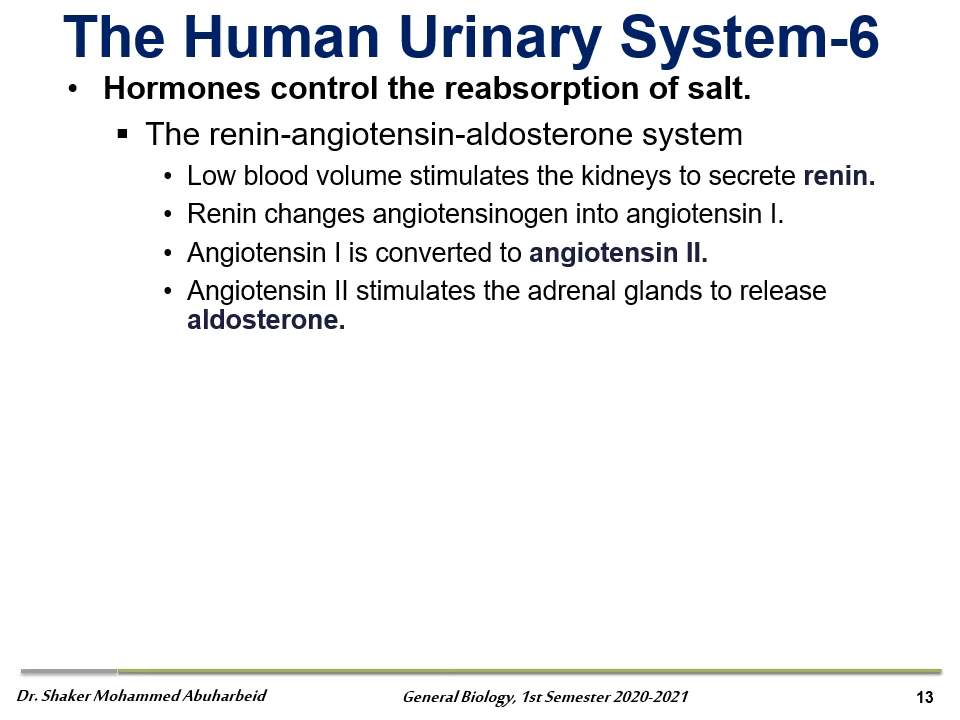 The Human Urinary System-6
• Hormones control the reabsorption of salt.
▪ The renin-angiotensin-aldosterone system
• Low blood volume stimulates the kidneys to secrete renin.
• Renin changes angiotensinogen into angiotensin I.
• Angiotensin I is converted to angiotensin II.
• Angiotensin II stimulates the adrenal glands to release
aldosterone.
Dr. Shaker Mohammed Abuharbeid
General Biology, 1st Semester 2020-2021
13